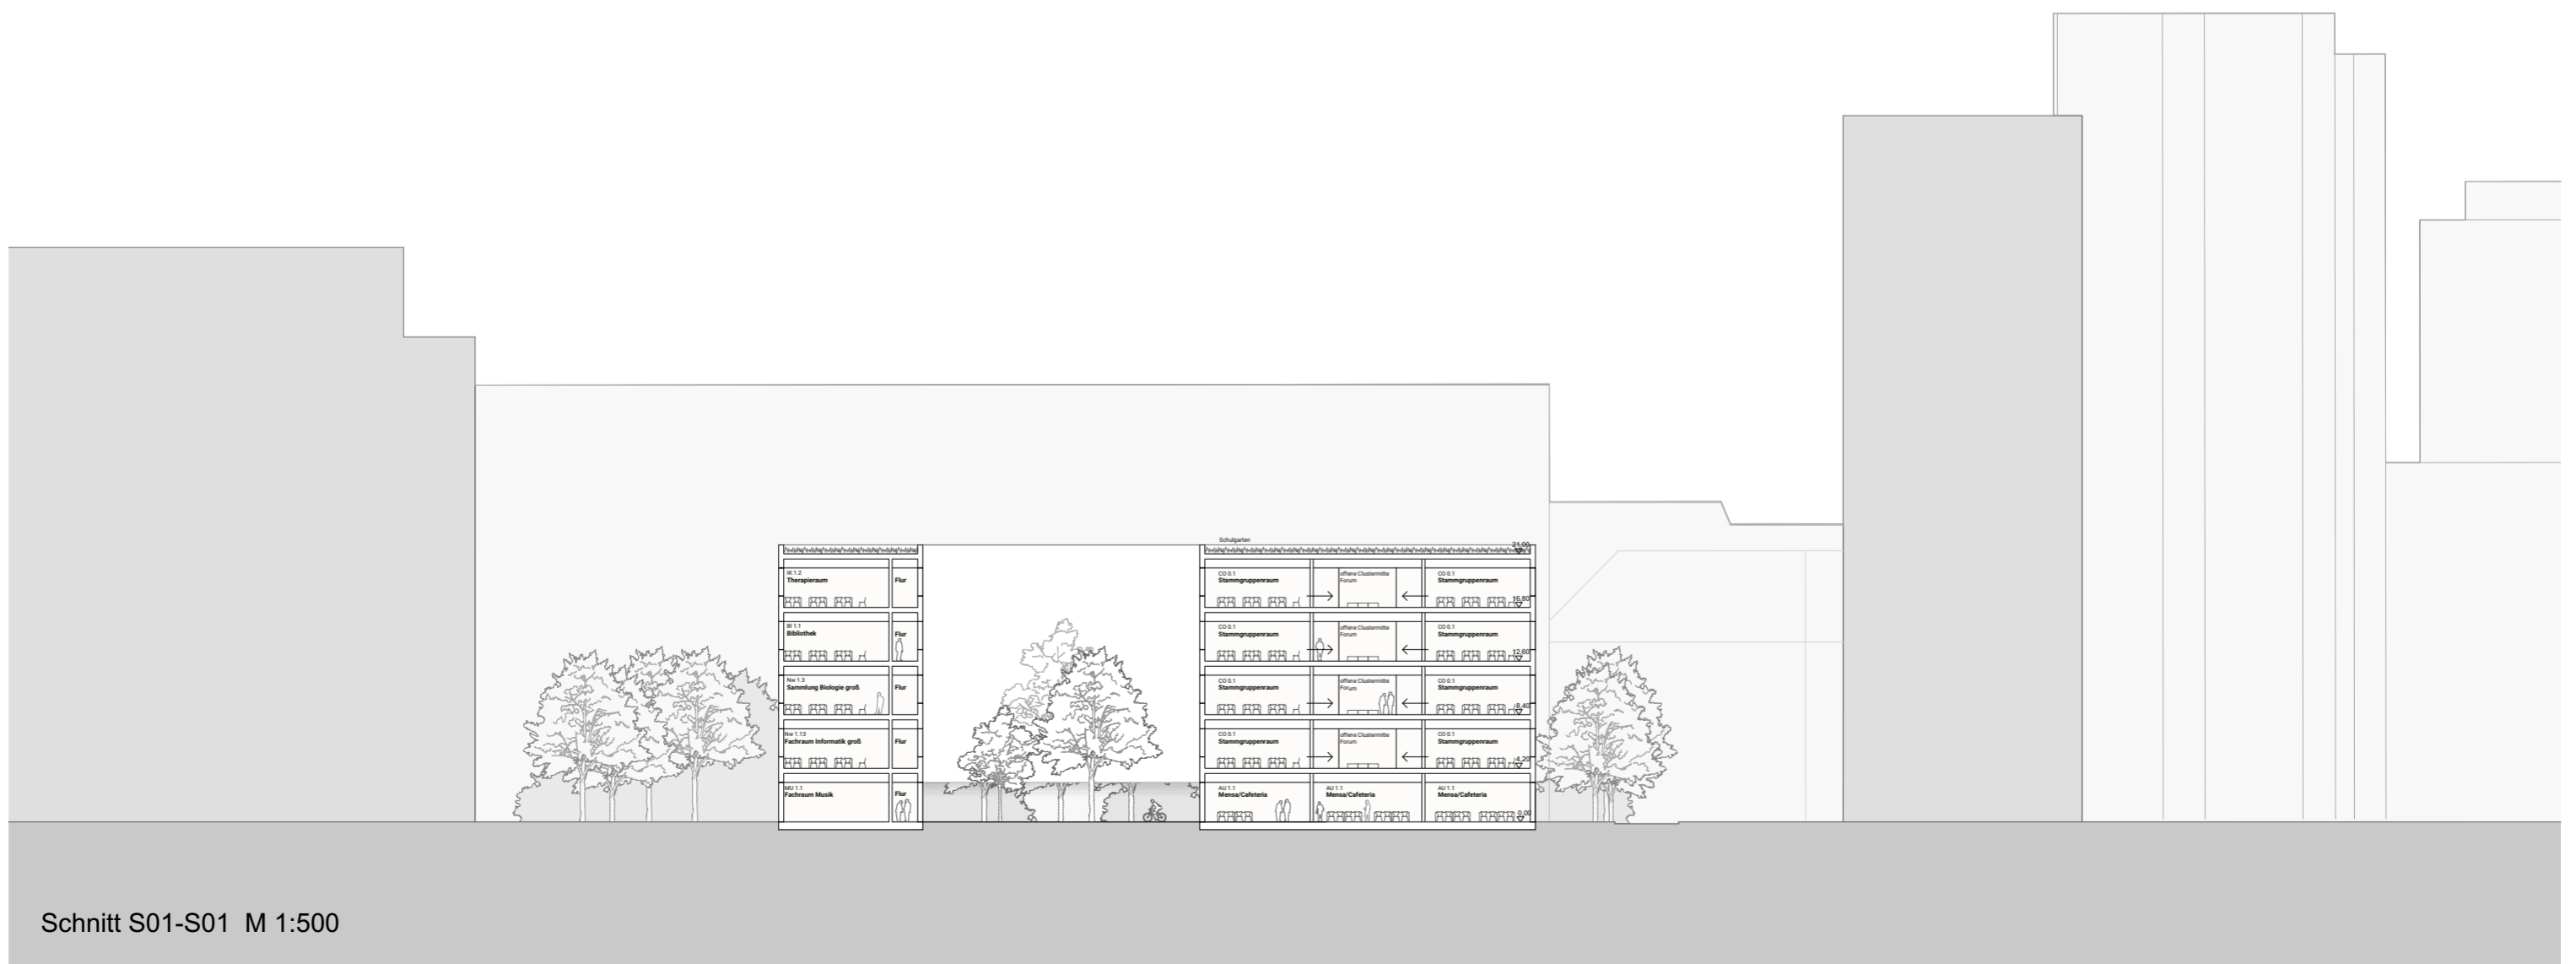 Schulgarten
21,00
IK 1.2
Therapieraum
Flur
CO 0.1
Stammgruppenraum
offene Clustermitte
Forum
CO 0.1
Stammgruppenraum
16,80
BI 1.1
Bibliothek
Flur
CO 0.1
Stammgruppenraum
offene Clustermitte
Forum
CO 0.1
Stammgruppenraum
12,60
Nw 1.3
Sammlung Biologie groß
Flur
CO 0.1
Stammgruppenraum
offene Clustermitte
Forum
CO 0.1
Stammgruppenraum
8,40
Nw 1.13
Fachraum Informatik groß
Flur
CO 0.1
Stammgruppenraum
offene Clustermitte
Forum
CO 0.1
Stammgruppenraum
4,20
MU 1.1
Fachraum Musik
Flur
AU 1.1
Mensa/Cafeteria
AU 1.1
Mensa/Cafeteria
AU 1.1
Mensa/Cafeteria
0,00
Schnitt S01-S01 M 1:500